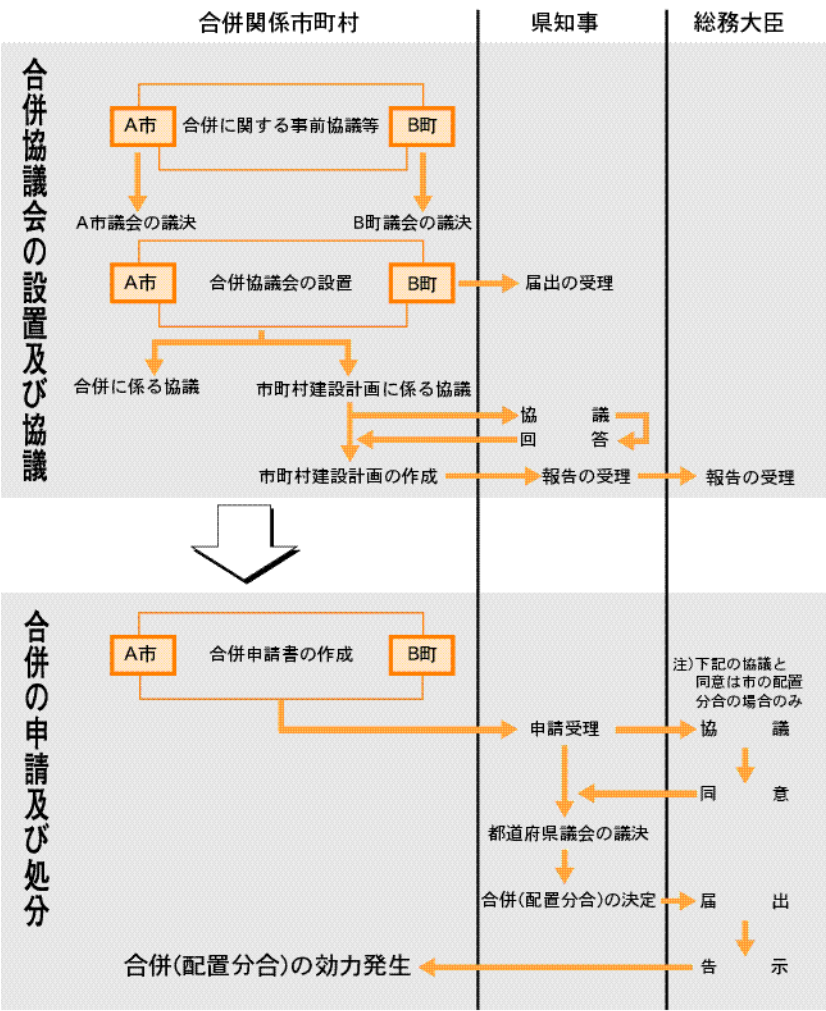 合併関係市町村
県知事
総務大臣
合併協議会の設置及び協議
A市
合併に関する事前協議等
B町
A市議会の議決
B町議会の議決
A市
合併協議会の設置
B町
届出の受理
合併に係る協議
市町村建設計画に係る協議
協議
回答
市町村建設計画の作成
報告の受理
報告の受理
合併の申請及び処分
A市
合併申請書の作成
B町
注)下記の協議と
同意は市の配置
分合の場合のみ
申請受理
協議
同意
都道府県議会の議決
合併(配置分合)の決定
届出
合併(配置分合)の効力発生
告示